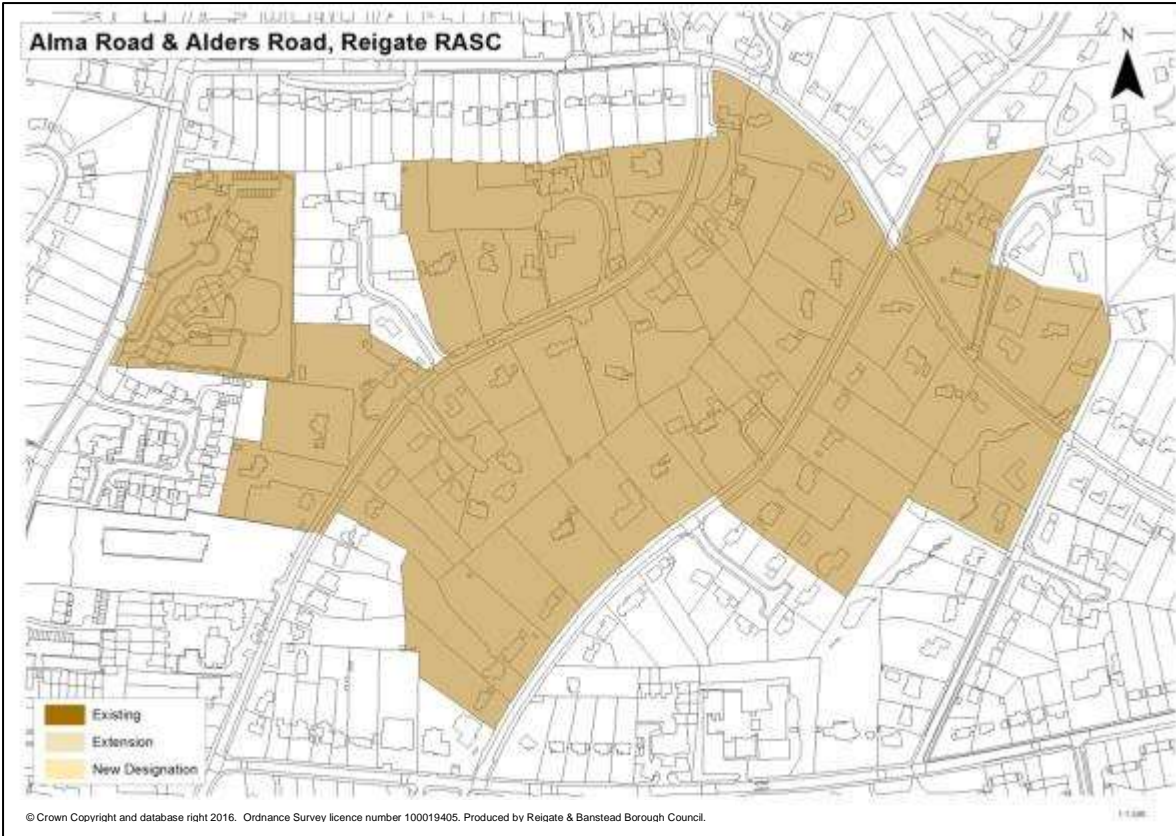 Alma Road & Alders Road, Reigate RASC
N
Existing
Extension
New Designation
© Crown Copyright and database right 2016. Ordnance Survey licence number 100019405. Produced by Reigate & Banstead Borough Council.